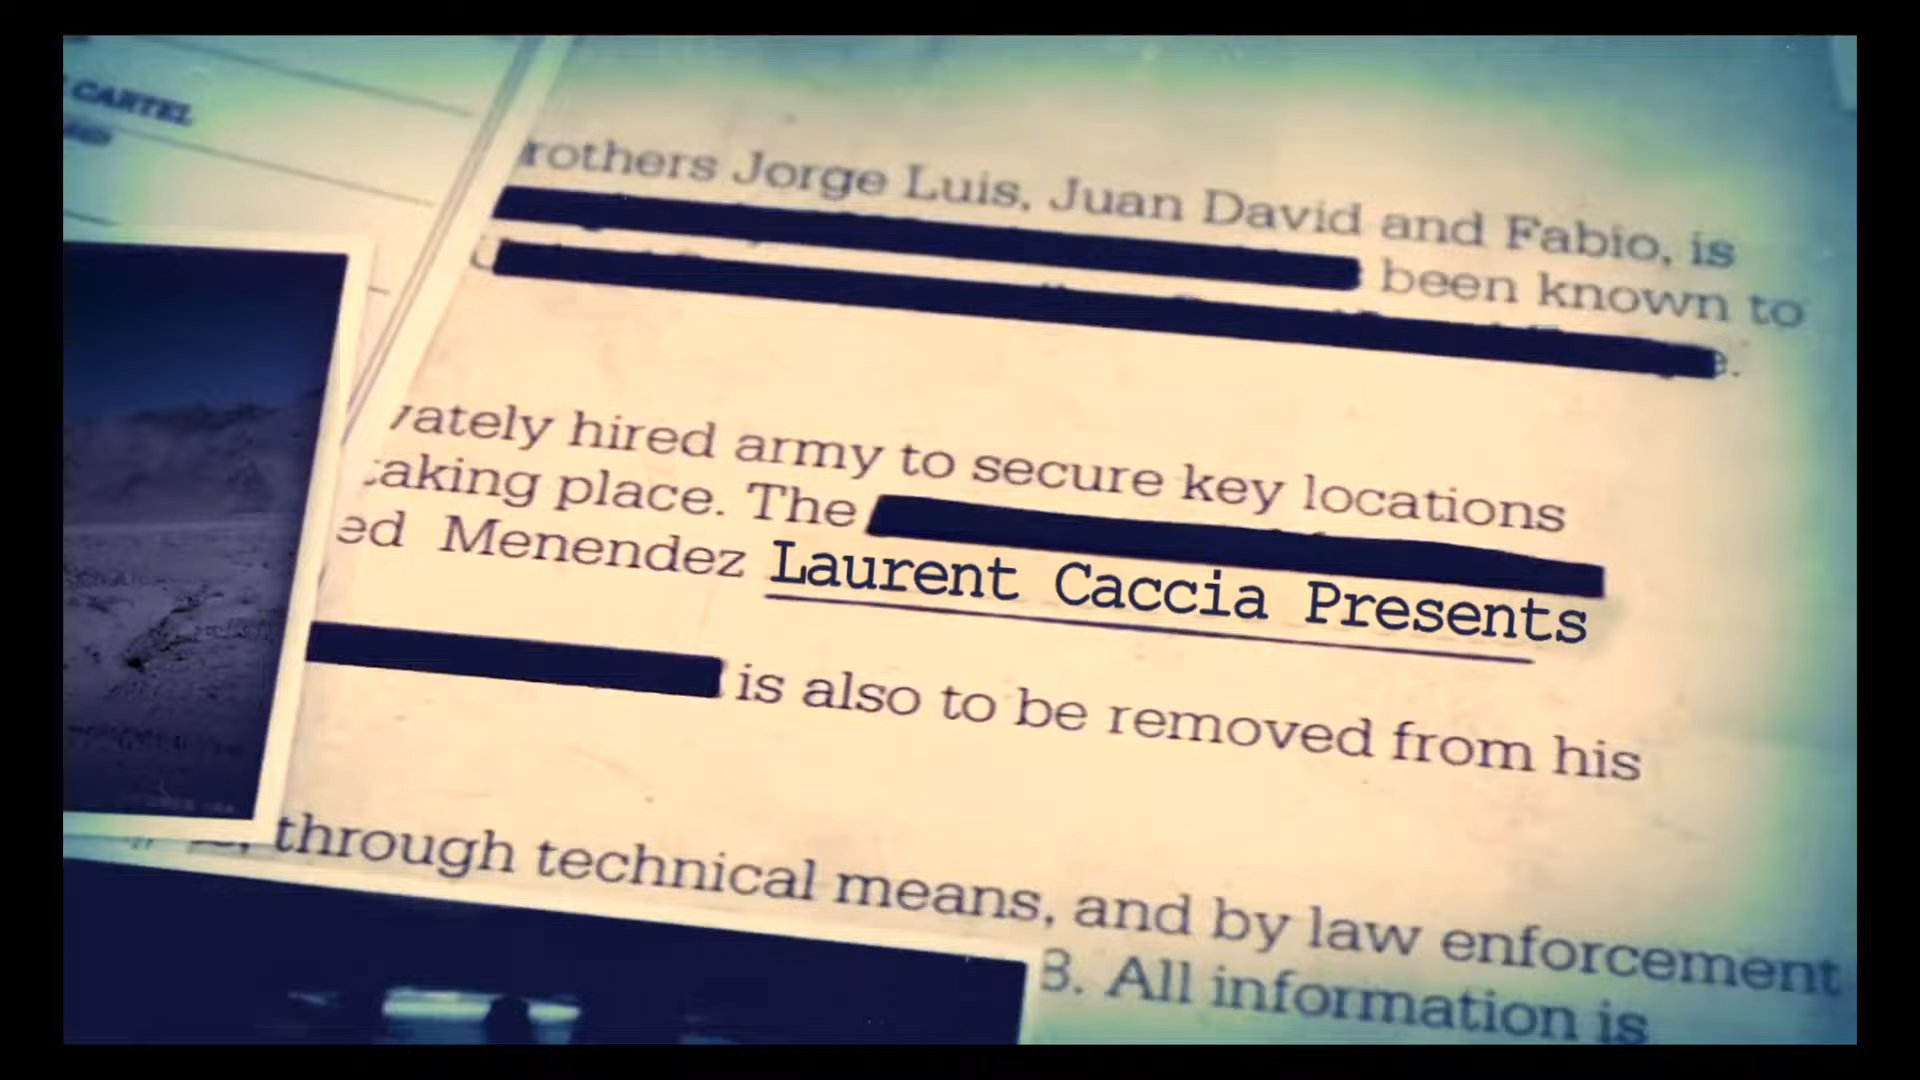 CARTEL
rothers Jorge Luis, Juan David and Fabio, is
been known to
e.
vately hired army to secure key locations
taking place. The
ed Menendez Laurent Caccia Presents
is also to be removed from his
through technical means, and by law enforcement
3. All information is